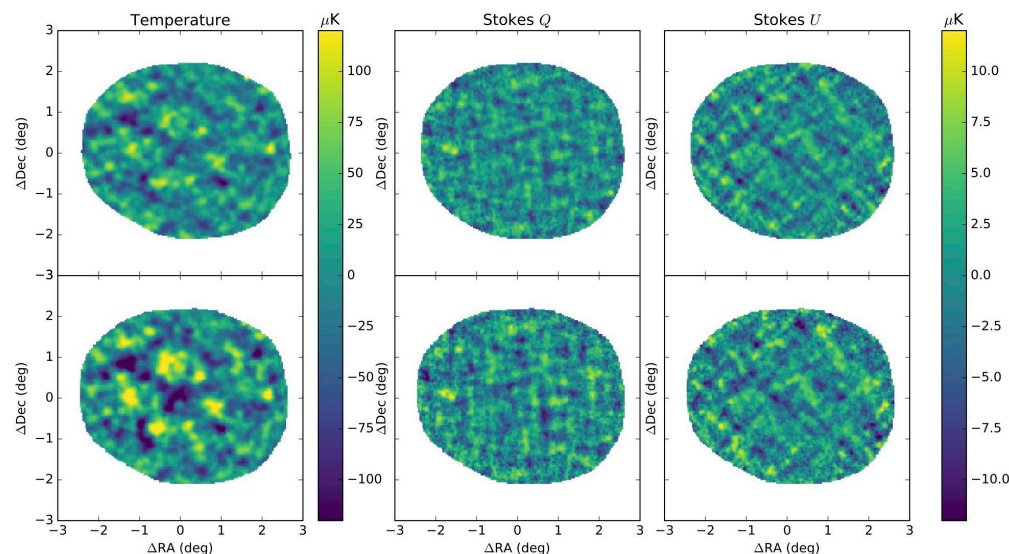 Temperature
μK
Stokes Q
Stokes U
μK
3
2
1
0
−1
−2
−3
ΔDec (deg)
100
75
50
25
0
−25
−50
−75
−100
ΔDec (deg)
ΔDec (deg)
10.0
7.5
5.0
2.5
0.0
−2.5
−5.0
−7.5
−10.0
2
1
0
−1
−2
−3
ΔDec (deg)
ΔDec (deg)
ΔDec (deg)
−3 −2 −1 0 1 2 3
−3 −2 −1 0 1 2 3
−2 −1 0 1 2 3
ΔRA (deg)
ΔRA (deg)
ΔRA (deg)